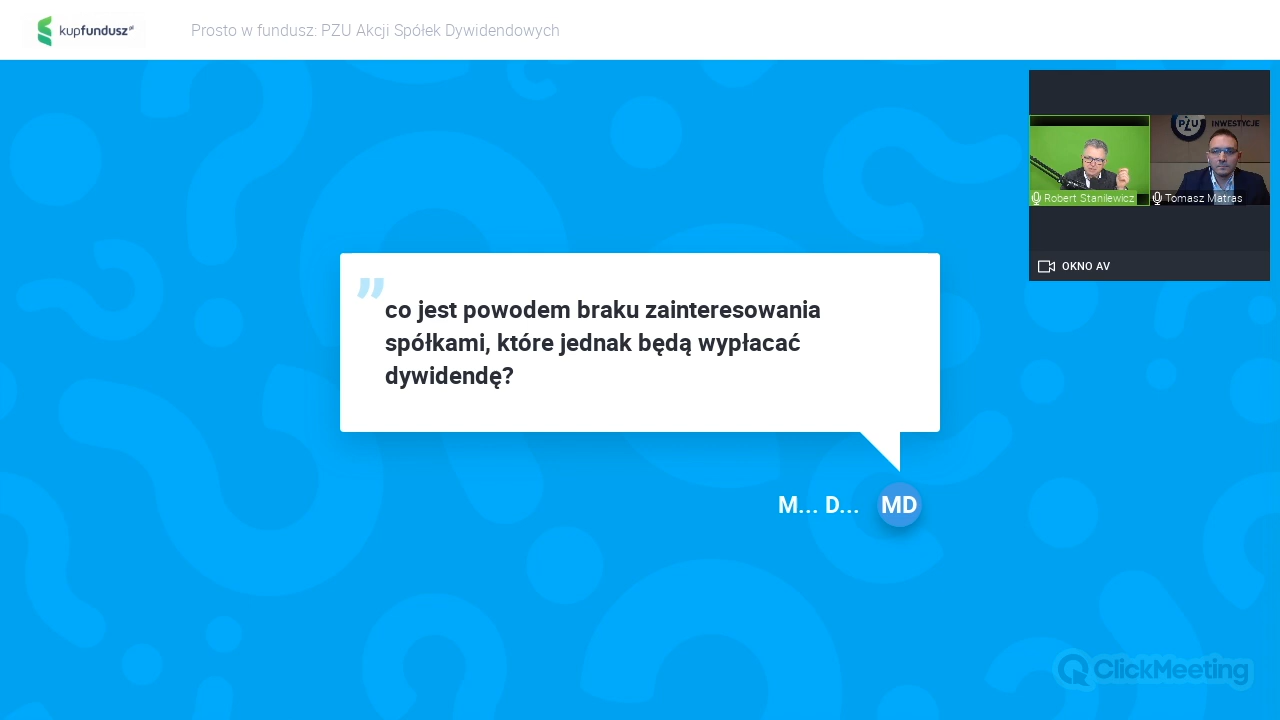 kupfundusz.pl
Prosto w fundusz: PZU Akcji Spółek Dywidendowych
PZU INWESTYCJE
Robert Stanilewicz
Tomasz Matras
OKNO AV
co jest powodem braku zainteresowania
spółkami, które jednak będą wypłacać
dywidendę?
M... D... MD
ClickMeeting